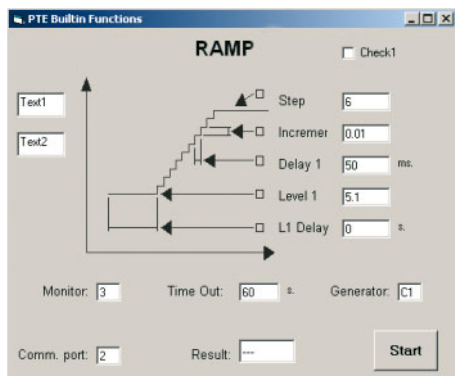 PTE Builtin Functions
RAMP
Check1
Text1
Text2
Step 6
Incremer 0.01
Delay 1 50 ms.
Level 1 5.1
L1 Delay 0 s.
Monitor: 3 Time Out: 60 s. Generator: C1
Comm. port: 2 Result: --- Start